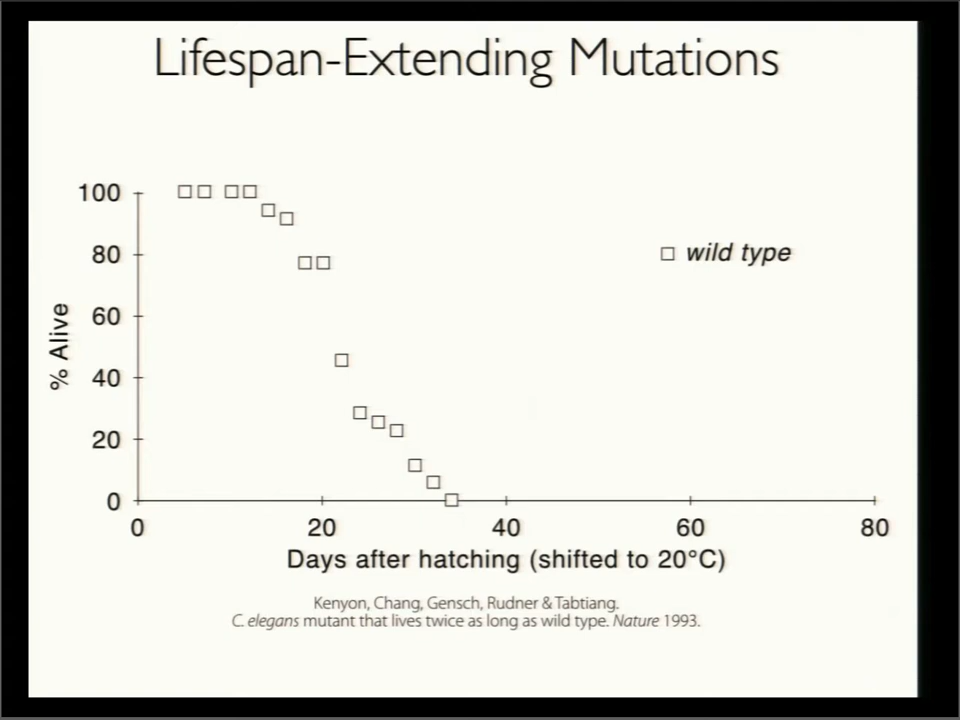 Lifespan-Extending Mutations
100
80
60
40
20
0
% Alive
wild type
0 20 40 60 80
Days after hatching (shifted to 20°C)
Kenyon, Chang, Gensch, Rudner & Tabtiang.
C. elegans mutant that lives twice as long as wild type. Nature 1993.